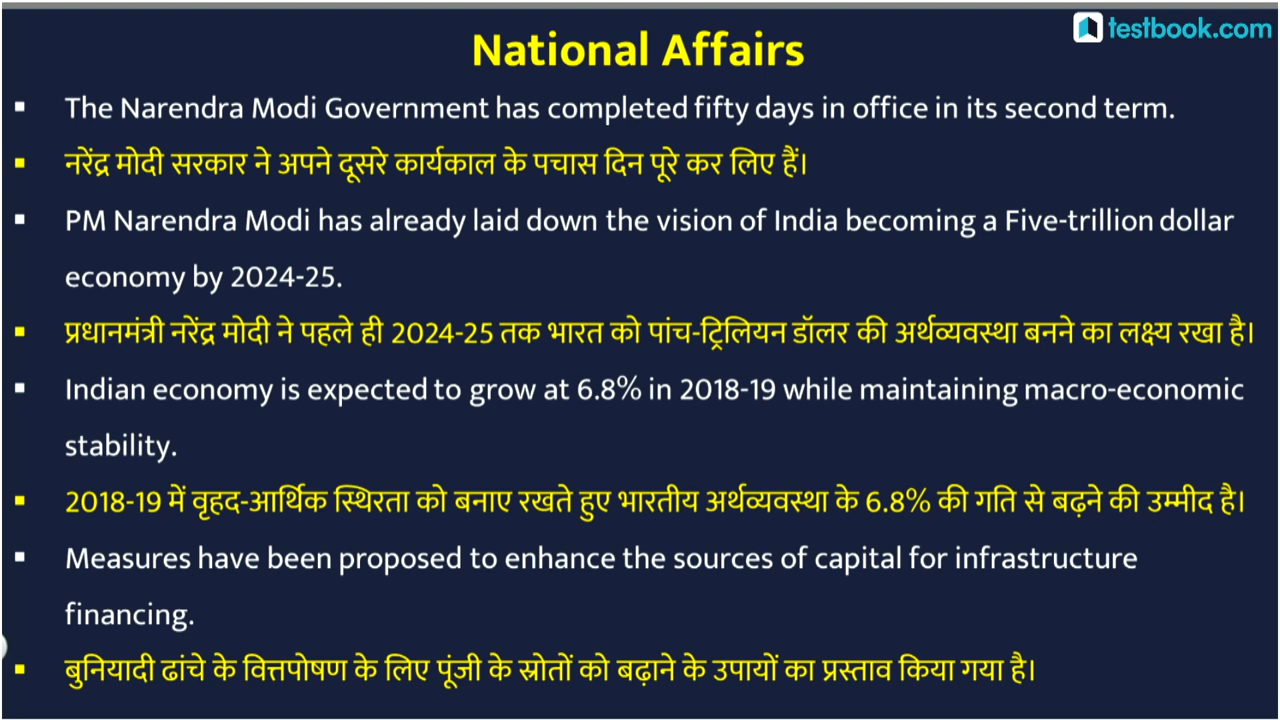 testbook.com
National Affairs
▪ The Narendra Modi Government has completed fifty days in office in its second term.
▪ नरेंद्र मोदी सरकार ने अपने दूसरे कार्यकाल के पचास दिन पूरे कर लिए हैं।
▪ PM Narendra Modi has already laid down the vision of India becoming a Five-trillion dollar
economy by 2024-25.
▪ प्रधानमंत्री नरेंद्र मोदी ने पहले ही 2024-25 तक भारत को पांच-ट्रिलियन डॉलर की अर्थव्यवस्था बनने का लक्ष्य रखा है।
▪ Indian economy is expected to grow at 6.8% in 2018-19 while maintaining macro-economic
stability.
▪ 2018-19 में वृहद-आर्थिक स्थिरता को बनाए रखते हुए भारतीय अर्थव्यवस्था के 6.8% की गति से बढ़ने की उम्मीद है।
▪ Measures have been proposed to enhance the sources of capital for infrastructure
financing.
▪ बुनियादी ढांचे के वित्तपोषण के लिए पूंजी के स्रोतों को बढ़ाने के उपायों का प्रस्ताव किया गया है।